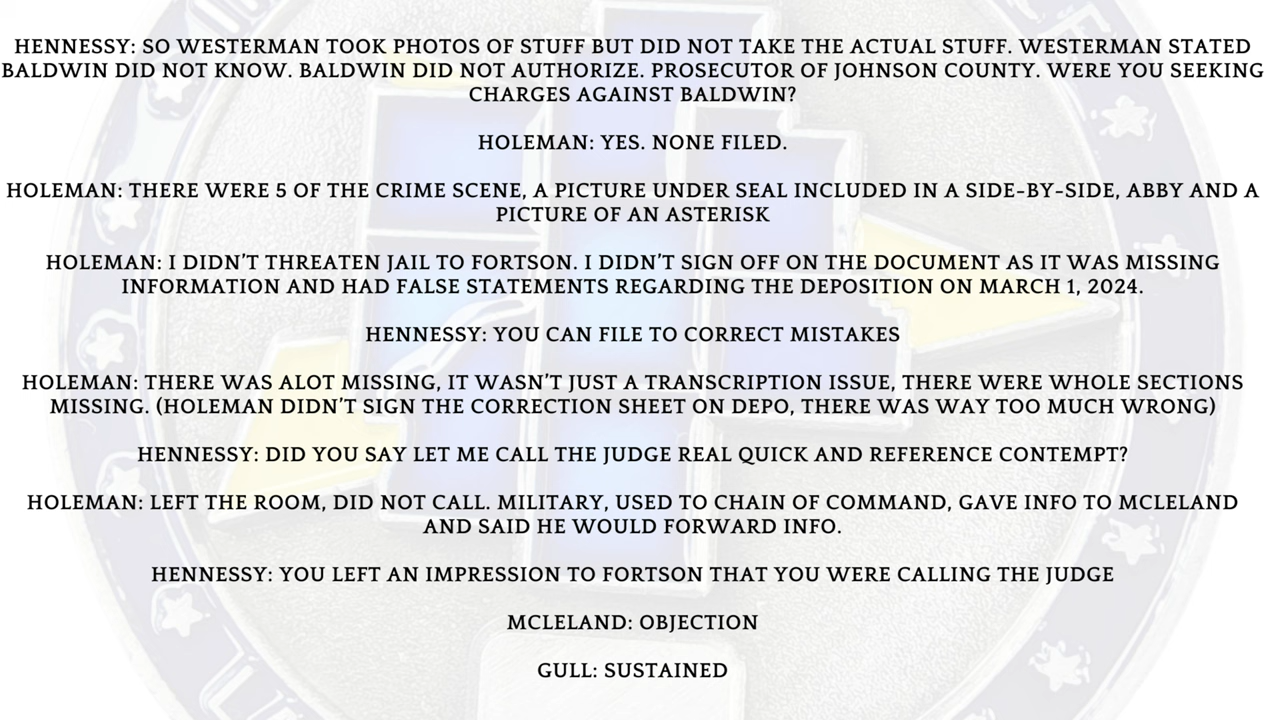 HENNESSY: SO WESTERMAN TOOK PHOTOS OF STUFF BUT DID NOT TAKE THE ACTUAL STUFF. WESTERMAN STATED
BALDWIN DID NOT KNOW. BALDWIN DID NOT AUTHORIZE. PROSECUTOR OF JOHNSON COUNTY. WERE YOU SEEKING
CHARGES AGAINST BALDWIN?
HOLEMAN: YES. NONE FILED.
HOLEMAN: THERE WERE 5 OF THE CRIME SCENE, A PICTURE UNDER SEAL INCLUDED IN A SIDE-BY-SIDE, ABBY AND A
PICTURE OF AN ASTERISK
HOLEMAN: I DIDN'T THREATEN JAIL TO FORTSON. I DIDN'T SIGN OFF ON THE DOCUMENT AS IT WAS MISSING
INFORMATION AND HAD FALSE STATEMENTS REGARDING THE DEPOSITION ON MARCH 1, 2024.
HENNESSY: YOU CAN FILE TO CORRECT MISTAKES
HOLEMAN: THERE WAS ALOT MISSING, IT WASN'T JUST A TRANSCRIPTION ISSUE, THERE WERE WHOLE SECTIONS
MISSING. (HOLEMAN DIDN'T SIGN THE CORRECTION SHEET ON DEPO, THERE WAS WAY TOO MUCH WRONG)
HENNESSY: DID YOU SAY LET ME CALL THE JUDGE REAL QUICK AND REFERENCE CONTEMPT?
HOLEMAN: LEFT THE ROOM, DID NOT CALL. MILITARY, USED TO CHAIN OF COMMAND, GAVE INFO TO MCLELAND
AND SAID HE WOULD FORWARD INFO.
HENNESSY: YOU LEFT AN IMPRESSION TO FORTSON THAT YOU WERE CALLING THE JUDGE
MCLELAND: OBJECTION
GULL: SUSTAINED